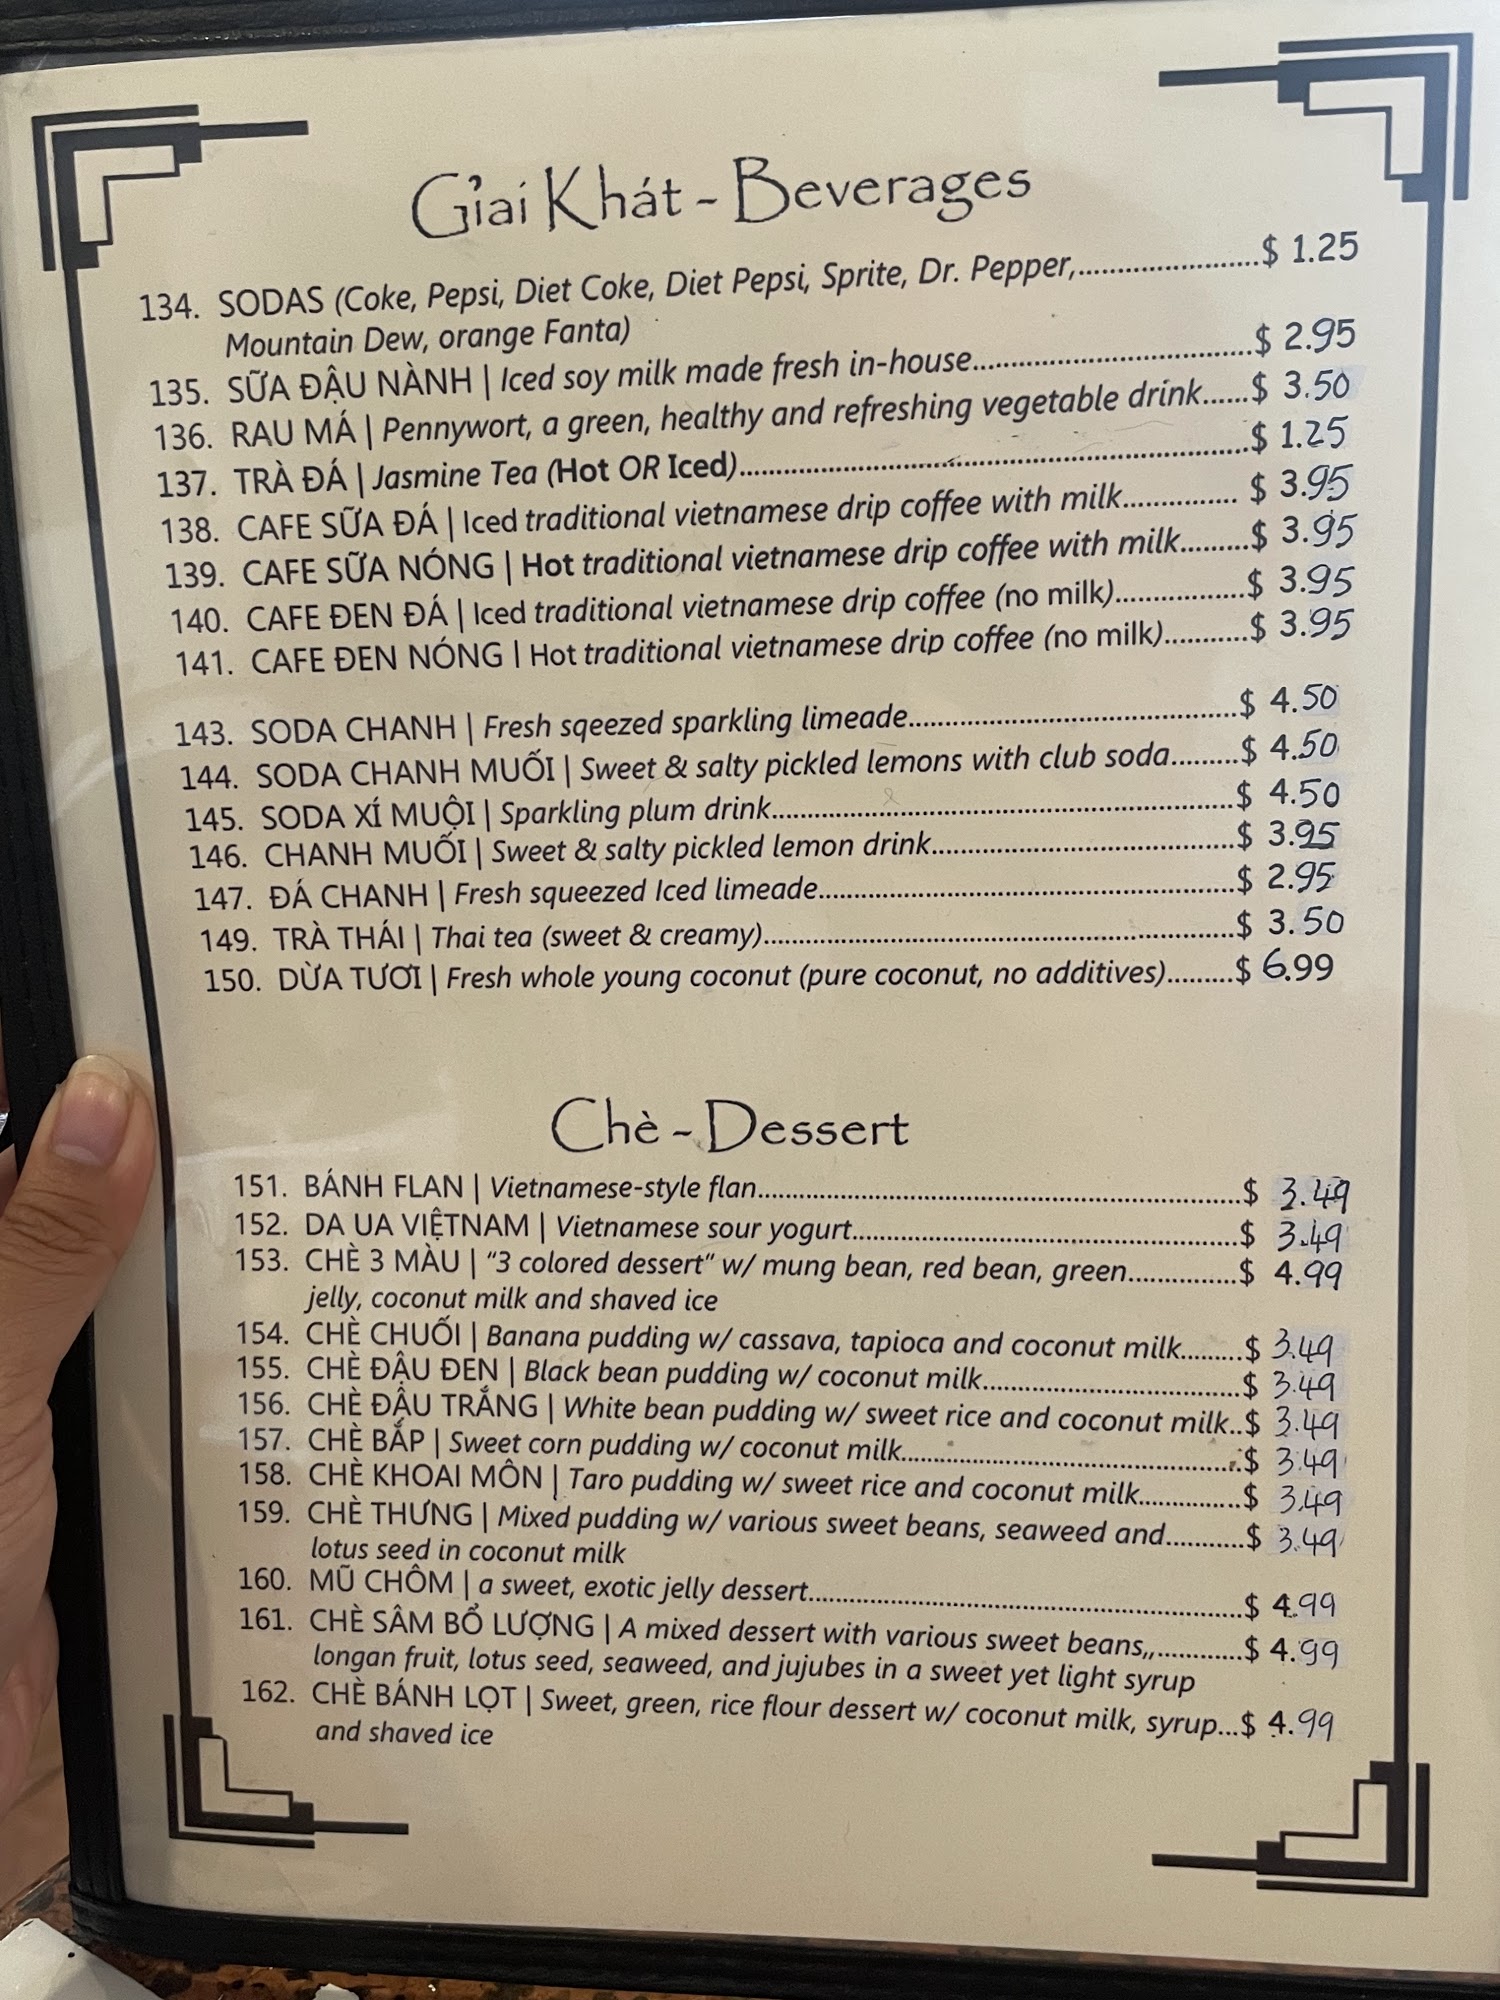 Gỉai Khát - Beverages
134. SODAS (Coke, Pepsi, Diet Coke, Diet Pepsi, Sprite, Dr. Pepper,........................$ 1.25
Mountain Dew, orange Fanta)
135. SỮA ĐẬU NÀNH | Iced soy milk made fresh in-house.....................................$ 2.95
136. RAU MÁ | Pennywort, a green, healthy and refreshing vegetable drink......$ 3.50
137. TRÀ ĐÁ | Jasmine Tea (Hot OR Iced)..................................................................$ 1.25
138. CAFE SỮA ĐÁ | Iced traditional vietnamese drip coffee with milk............... $ 3.95
139. CAFE SỮA NÓNG | Hot traditional vietnamese drip coffee with milk.........$ 3.95
140. CAFE ĐEN ĐÁ | Iced traditional vietnamese drip coffee (no milk).................$ 3.95
141. CAFE ĐEN NÓNG | Hot traditional vietnamese drip coffee (no milk)...........$ 3.95
143. SODA CHANH | Fresh sqeezed sparkling limeade...........................................$ 4.50
144. SODA CHANH MUỐI | Sweet & salty pickled lemons with club soda.........$ 4.50
145. SODA XÍ MUỘI | Sparkling plum drink............................................................$ 4.50
146. CHANH MUỐI | Sweet & salty pickled lemon drink.......................................$ 3.95
147. ĐÁ CHANH | Fresh squeezed Iced limeade.......................................................$ 2.95
149. TRÀ THÁI | Thai tea (sweet & creamy)..............................................................$ 3.50
150. DỪA TƯƠI | Fresh whole young coconut (pure coconut, no additives).........$ 6.99
Chè - Dessert
151. BÁNH FLAN | Vietnamese-style flan..................................................................$ 3.49
152. DA UA VIỆTNAM | Vietnamese sour yogurt.....................................................$ 3.49
153. CHÈ 3 MÀU | "3 colored dessert" w/ mung bean, red bean, green...............$ 4.99
jelly, coconut milk and shaved ice
154. CHÈ CHUỐI | Banana pudding w/ cassava, tapioca and coconut milk.........$ 3.49
155. CHÈ ĐẬU ĐEN | Black bean pudding w/ coconut milk...................................$ 3.49
156. CHÈ ĐẬU TRẮNG | White bean pudding w/ sweet rice and coconut milk..$ 3.49
157. CHÈ BẮP | Sweet corn pudding w/ coconut milk..............................................$ 3.49
158. CHÈ KHOAI MÔN | Taro pudding w/ sweet rice and coconut milk..............$ 3.49
159. CHÈ THƯNG | Mixed pudding w/ various sweet beans, seaweed and...........$ 3.49
lotus seed in coconut milk
160. MŨ CHÔM | a sweet, exotic jelly dessert...........................................................$ 4.99
161. CHÈ SÂM BỔ LƯỢNG | A mixed dessert with various sweet beans,,............$ 4.99
longan fruit, lotus seed, seaweed, and jujubes in a sweet yet light syrup
162. CHÈ BÁNH LỌT | Sweet, green, rice flour dessert w/ coconut milk, syrup...$ 4.99
and shaved ice